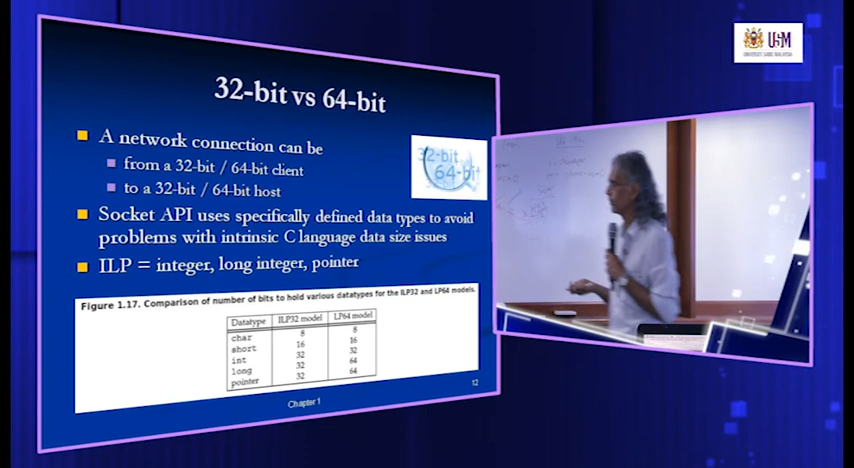 32-bit vs 64-bit
A network connection can be
from a 32-bit / 64-bit client
to a 32-bit / 64-bit host
32-bit
64-bit
Socket API uses specifically defined data types to avoid
problems with intrinsic C language data size issues
ILP = integer, long integer, pointer
Figure 1.17. Comparison of number of bits to hold various datatypes for the ILP32 and LP64 models.
Datatype ILP32 model LP64 model
char 8 8
short 16 16
int 32 32
long 32 64
pointer 32 64
Chapter 1
12
USM
UNIVERSITI SAINS MALAYSIA